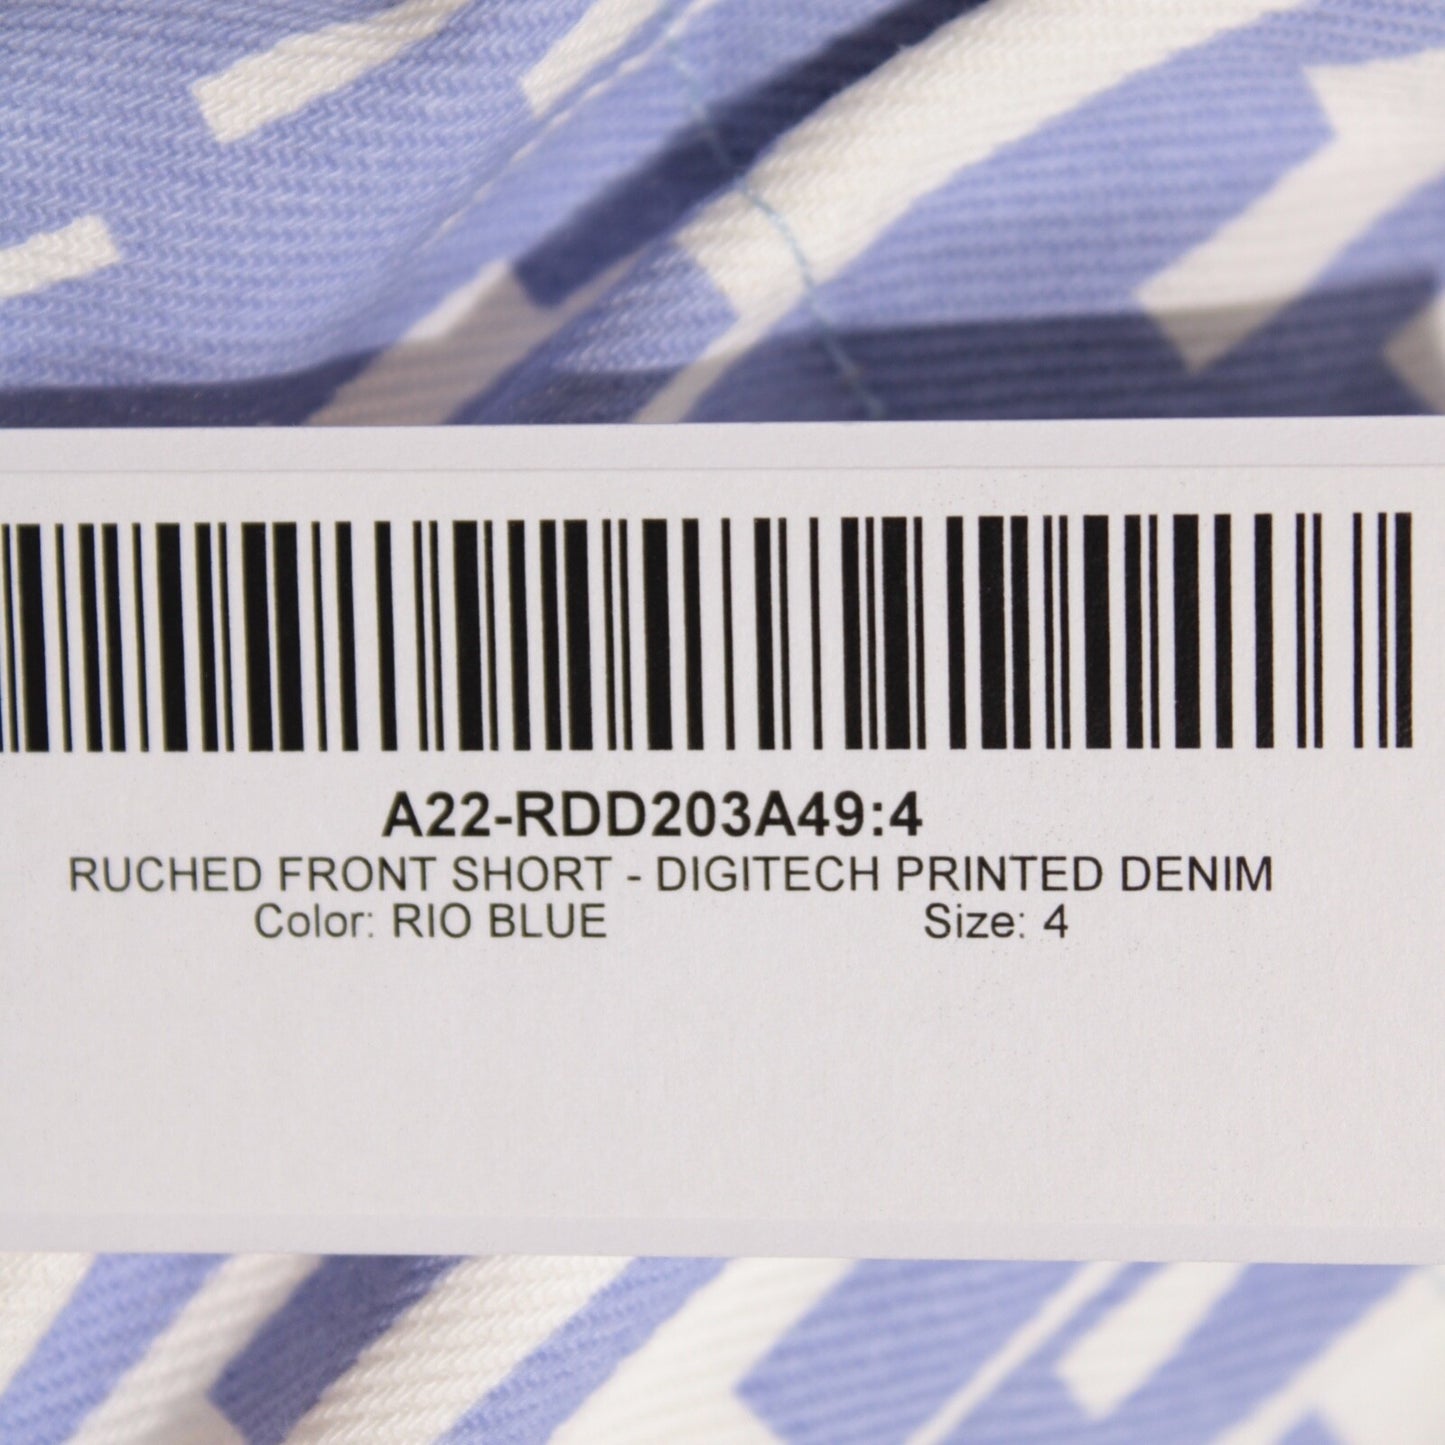 A22-RDD203A49:4
RUCHED FRONT SHORT - DIGITECH PRINTED DENIM
Color: RIO BLUE Size: 4